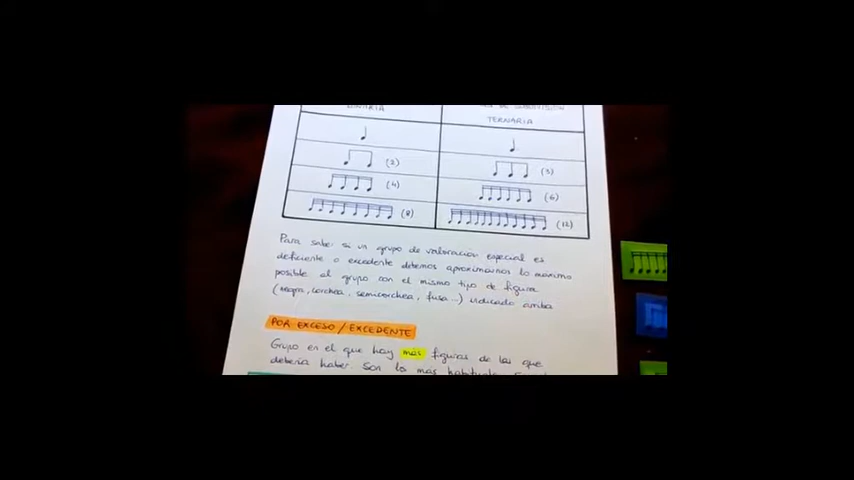 BINARIA
TERNARIA
(2)
(3)
(4)
(6)
(8)
(12)
Para saber si un grupo de valoración especial es
deficiente o excedente debemos aproximarnos lo máximo
posible al grupo con el mismo tipo de figura
(negra, corchea, semicorchea, fusa...) indicado arriba
POR EXCESO / EXCEDENTE
Grupo en el que hay más figuras de las que
debería haber. Son lo más habitual